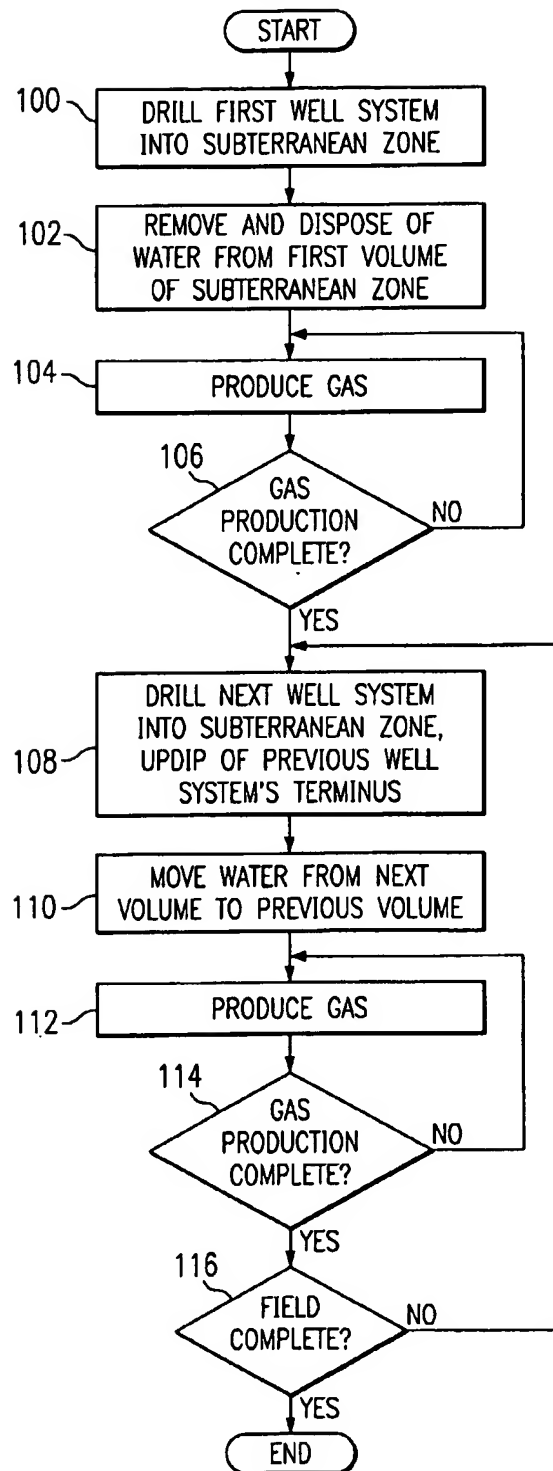 START
100
DRILL FIRST WELL SYSTEM
INTO SUBTERRANEAN ZONE
102
REMOVE AND DISPOSE OF
WATER FROM FIRST VOLUME
OF SUBTERRANEAN ZONE
104
PRODUCE GAS
106
GAS
PRODUCTION
COMPLETE?
NO
YES
108
DRILL NEXT WELL SYSTEM
INTO SUBTERRANEAN ZONE,
UPDIP OF PREVIOUS WELL
SYSTEM'S TERMINUS
110
MOVE WATER FROM NEXT
VOLUME TO PREVIOUS VOLUME
112
PRODUCE GAS
114
GAS
PRODUCTION
COMPLETE?
NO
YES
116
FIELD
COMPLETE?
NO
YES
END